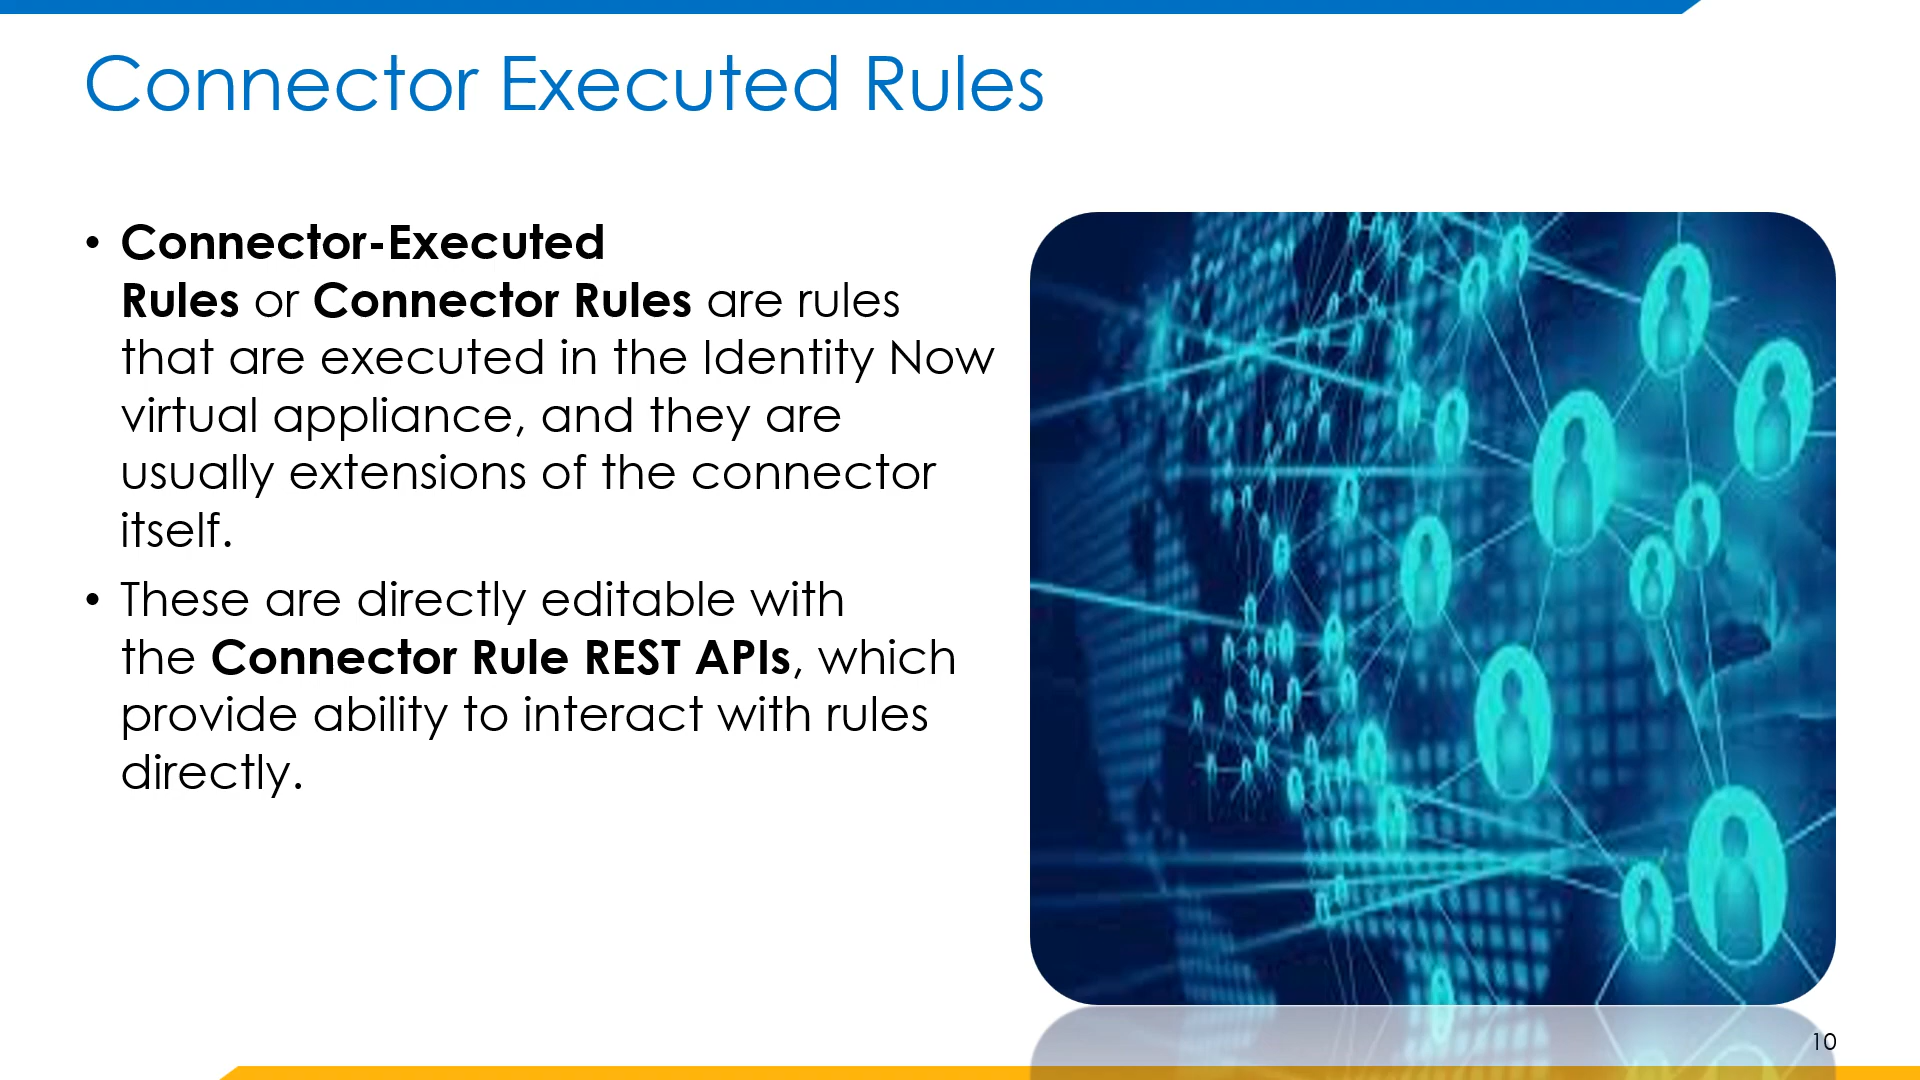 Connector Executed Rules
• Connector-Executed
Rules or Connector Rules are rules
that are executed in the Identity Now
virtual appliance, and they are
usually extensions of the connector
itself.
• These are directly editable with
the Connector Rule REST APIs, which
provide ability to interact with rules
directly.
10